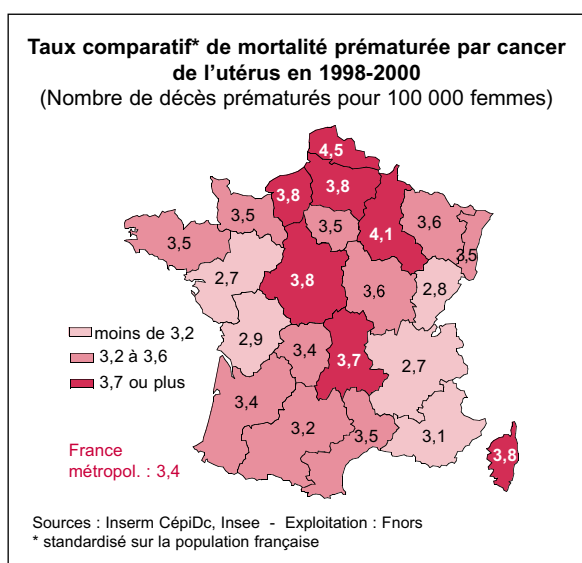 Taux comparatif* de mortalité prématurée par cancer
de l'utérus en 1998-2000
(Nombre de décès prématurés pour 100 000 femmes)
4,5
3,8
3,8
3,5
3,5
4,1
3,6
3,5
3,5
2,7
3,8
3,6
2,8
2,9
3,4
3,7
2,7
3,4
3,2
3,5
3,1
3,8
moins de 3,2
3,2 à 3,6
3,7 ou plus
France
métropol. : 3,4
Sources : Inserm CépiDc, Insee - Exploitation : Fnors
* standardisé sur la population française